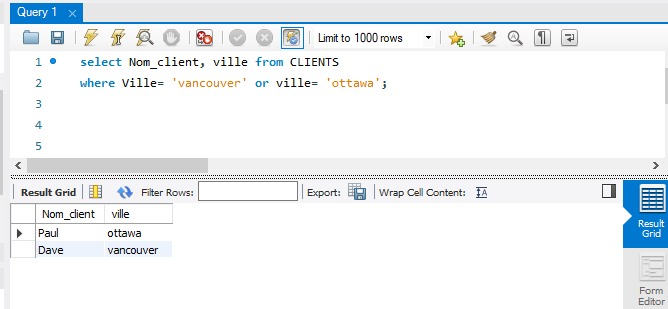 Query 1 ×
Limit to 1000 rows
1 select Nom_client, ville from CLIENTS
2 where Ville= 'vancouver' or ville= 'ottawa';
3
4
5
Result Grid Filter Rows: Export: Wrap Cell Content: IA
Nom_client ville
Paul ottawa
Dave vancouver
Result
Grid
Form
Editor